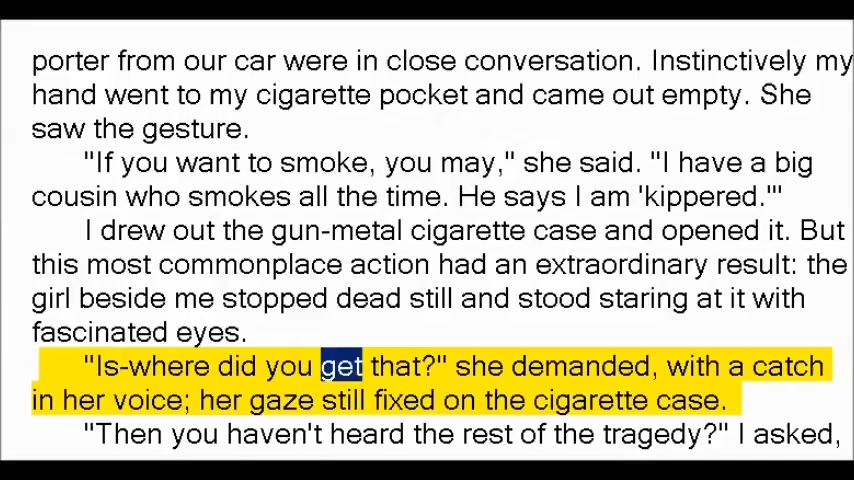 porter from our car were in close conversation. Instinctively my
hand went to my cigarette pocket and came out empty. She
saw the gesture.
"If you want to smoke, you may," she said. "I have a big
cousin who smokes all the time. He says I am 'kippered.'"
I drew out the gun-metal cigarette case and opened it. But
this most commonplace action had an extraordinary result: the
girl beside me stopped dead still and stood staring at it with
fascinated eyes.
"Is-where did you get that?" she demanded, with a catch
in her voice; her gaze still fixed on the cigarette case.
"Then you haven't heard the rest of the tragedy?" I asked,